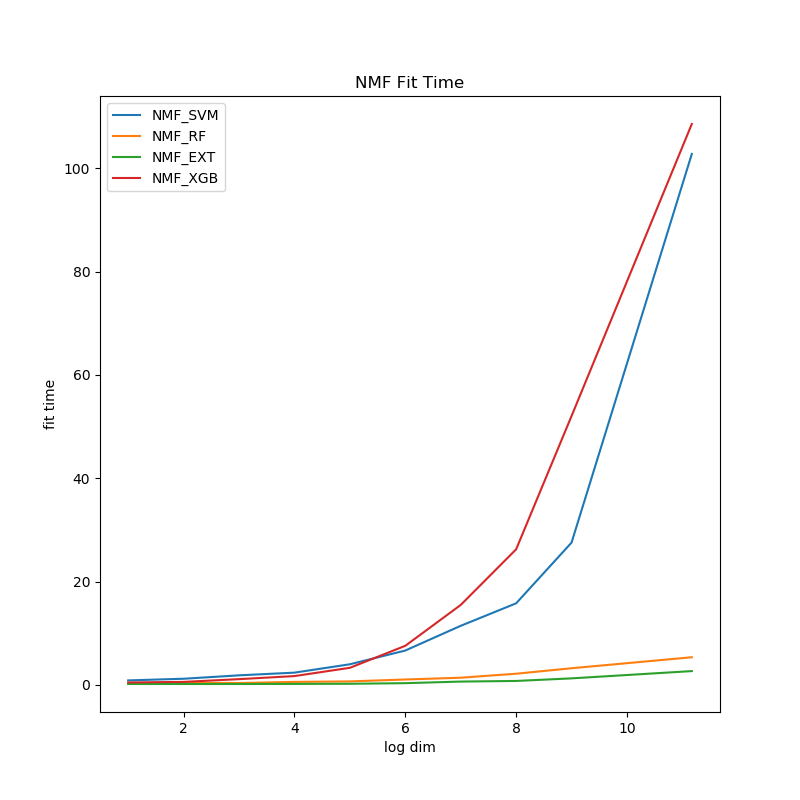 NMF Fit Time
NMF_SVM
NMF_RF
NMF_EXT
NMF_XGB
100
80
60
40
20
0
fit time
2 4 6 8 10
log dim